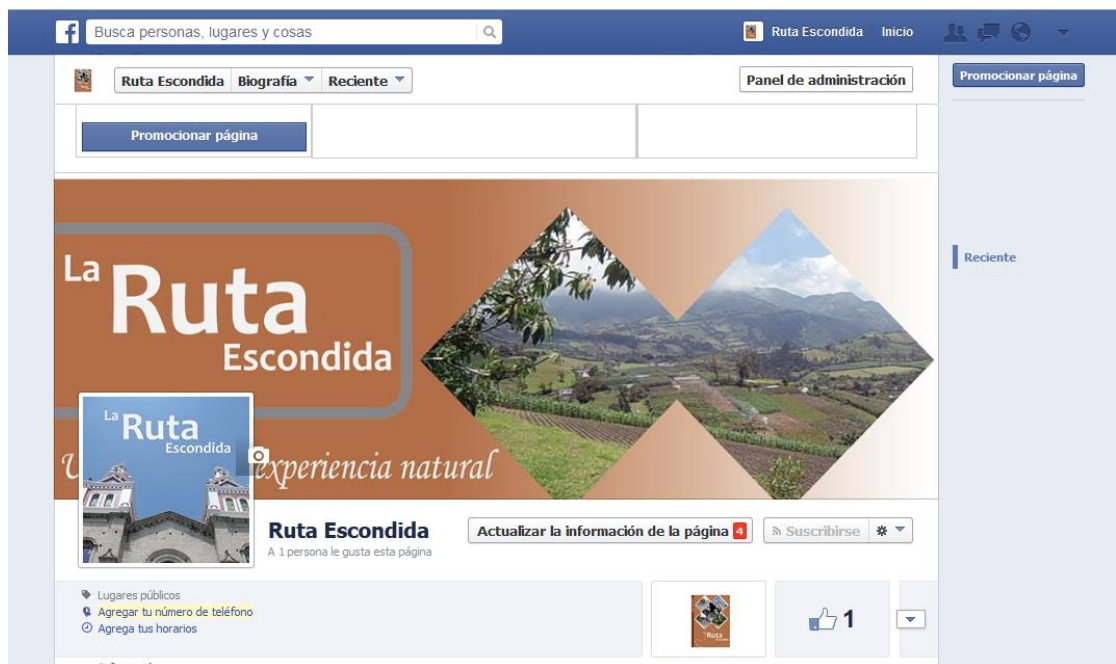 Busca personas, lugares y cosas
Ruta Escondida Inicio
Ruta Escondida Biografía Reciente
Panel de administración
Promocionar página
Promocionar página
Reciente
La
Ruta
Escondida
experiencia natural
La
Ruta
Escondida
Ruta Escondida
A 1 persona le gusta esta página
Actualizar la información de la página 4
Suscribirse
Lugares públicos
Agregar tu número de teléfono
Agrega tus horarios
Ruta
1